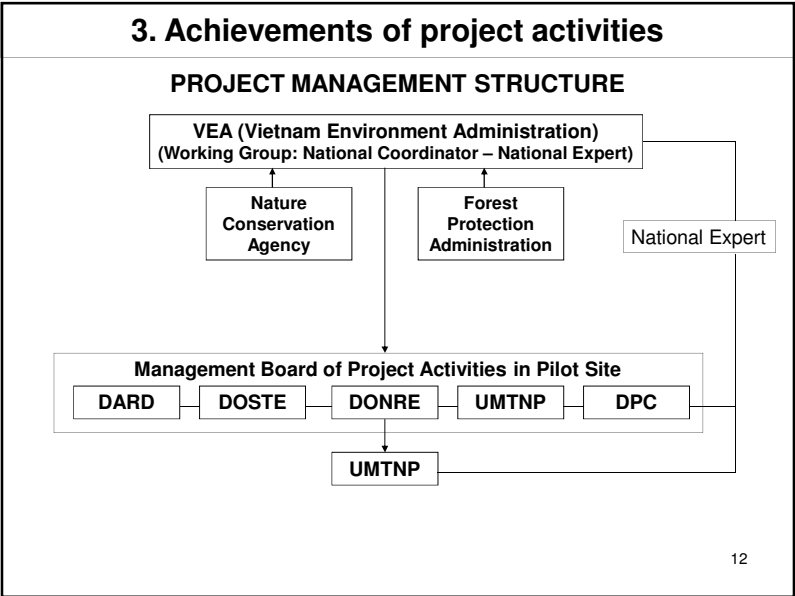 3. Achievements of project activities
PROJECT MANAGEMENT STRUCTURE
VEA (Vietnam Environment Administration)
(Working Group: National Coordinator – National Expert)
Nature
Conservation
Agency
Forest
Protection
Administration
National Expert
Management Board of Project Activities in Pilot Site
DARD
DOSTE
DONRE
UMTNP
DPC
UMTNP
12